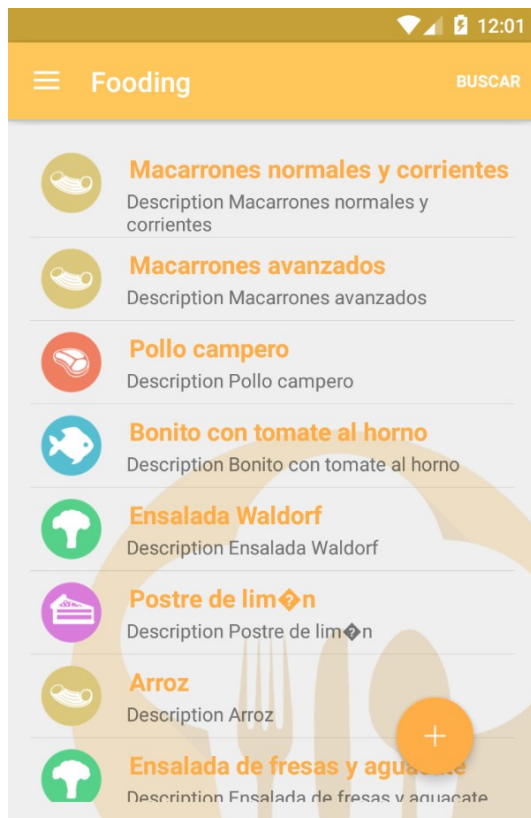 12:01
Fooding
BUSCAR
Macarrones normales y corrientes
Description Macarrones normales y
corrientes
Macarrones avanzados
Description Macarrones avanzados
Pollo campero
Description Pollo campero
Bonito con tomate al horno
Description Bonito con tomate al horno
Ensalada Waldorf
Description Ensalada Waldorf
Postre de lim�n
Description Postre de lim�n
Arroz
Description Arroz
Ensalada de fresas y aguacate
Description Ensalada de fresas y aguacate